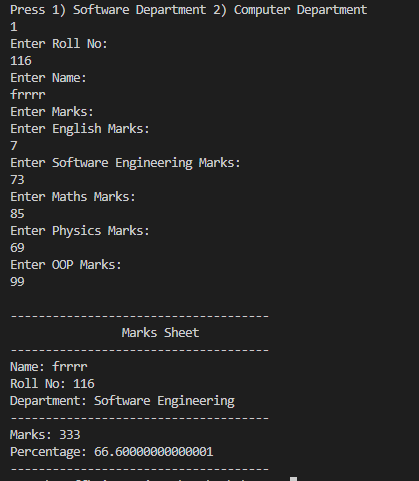 Press 1) Software Department 2) Computer Department
1
Enter Roll No:
116
Enter Name:
frrrr
Enter Marks:
Enter English Marks:
7
Enter Software Engineering Marks:
73
Enter Maths Marks:
85
Enter Physics Marks:
69
Enter OOP Marks:
99
-------------------------------------
Marks Sheet
-------------------------------------
Name: frrrr
Roll No: 116
Department: Software Engineering
-------------------------------------
Marks: 333
Percentage: 66.60000000000001
-------------------------------------